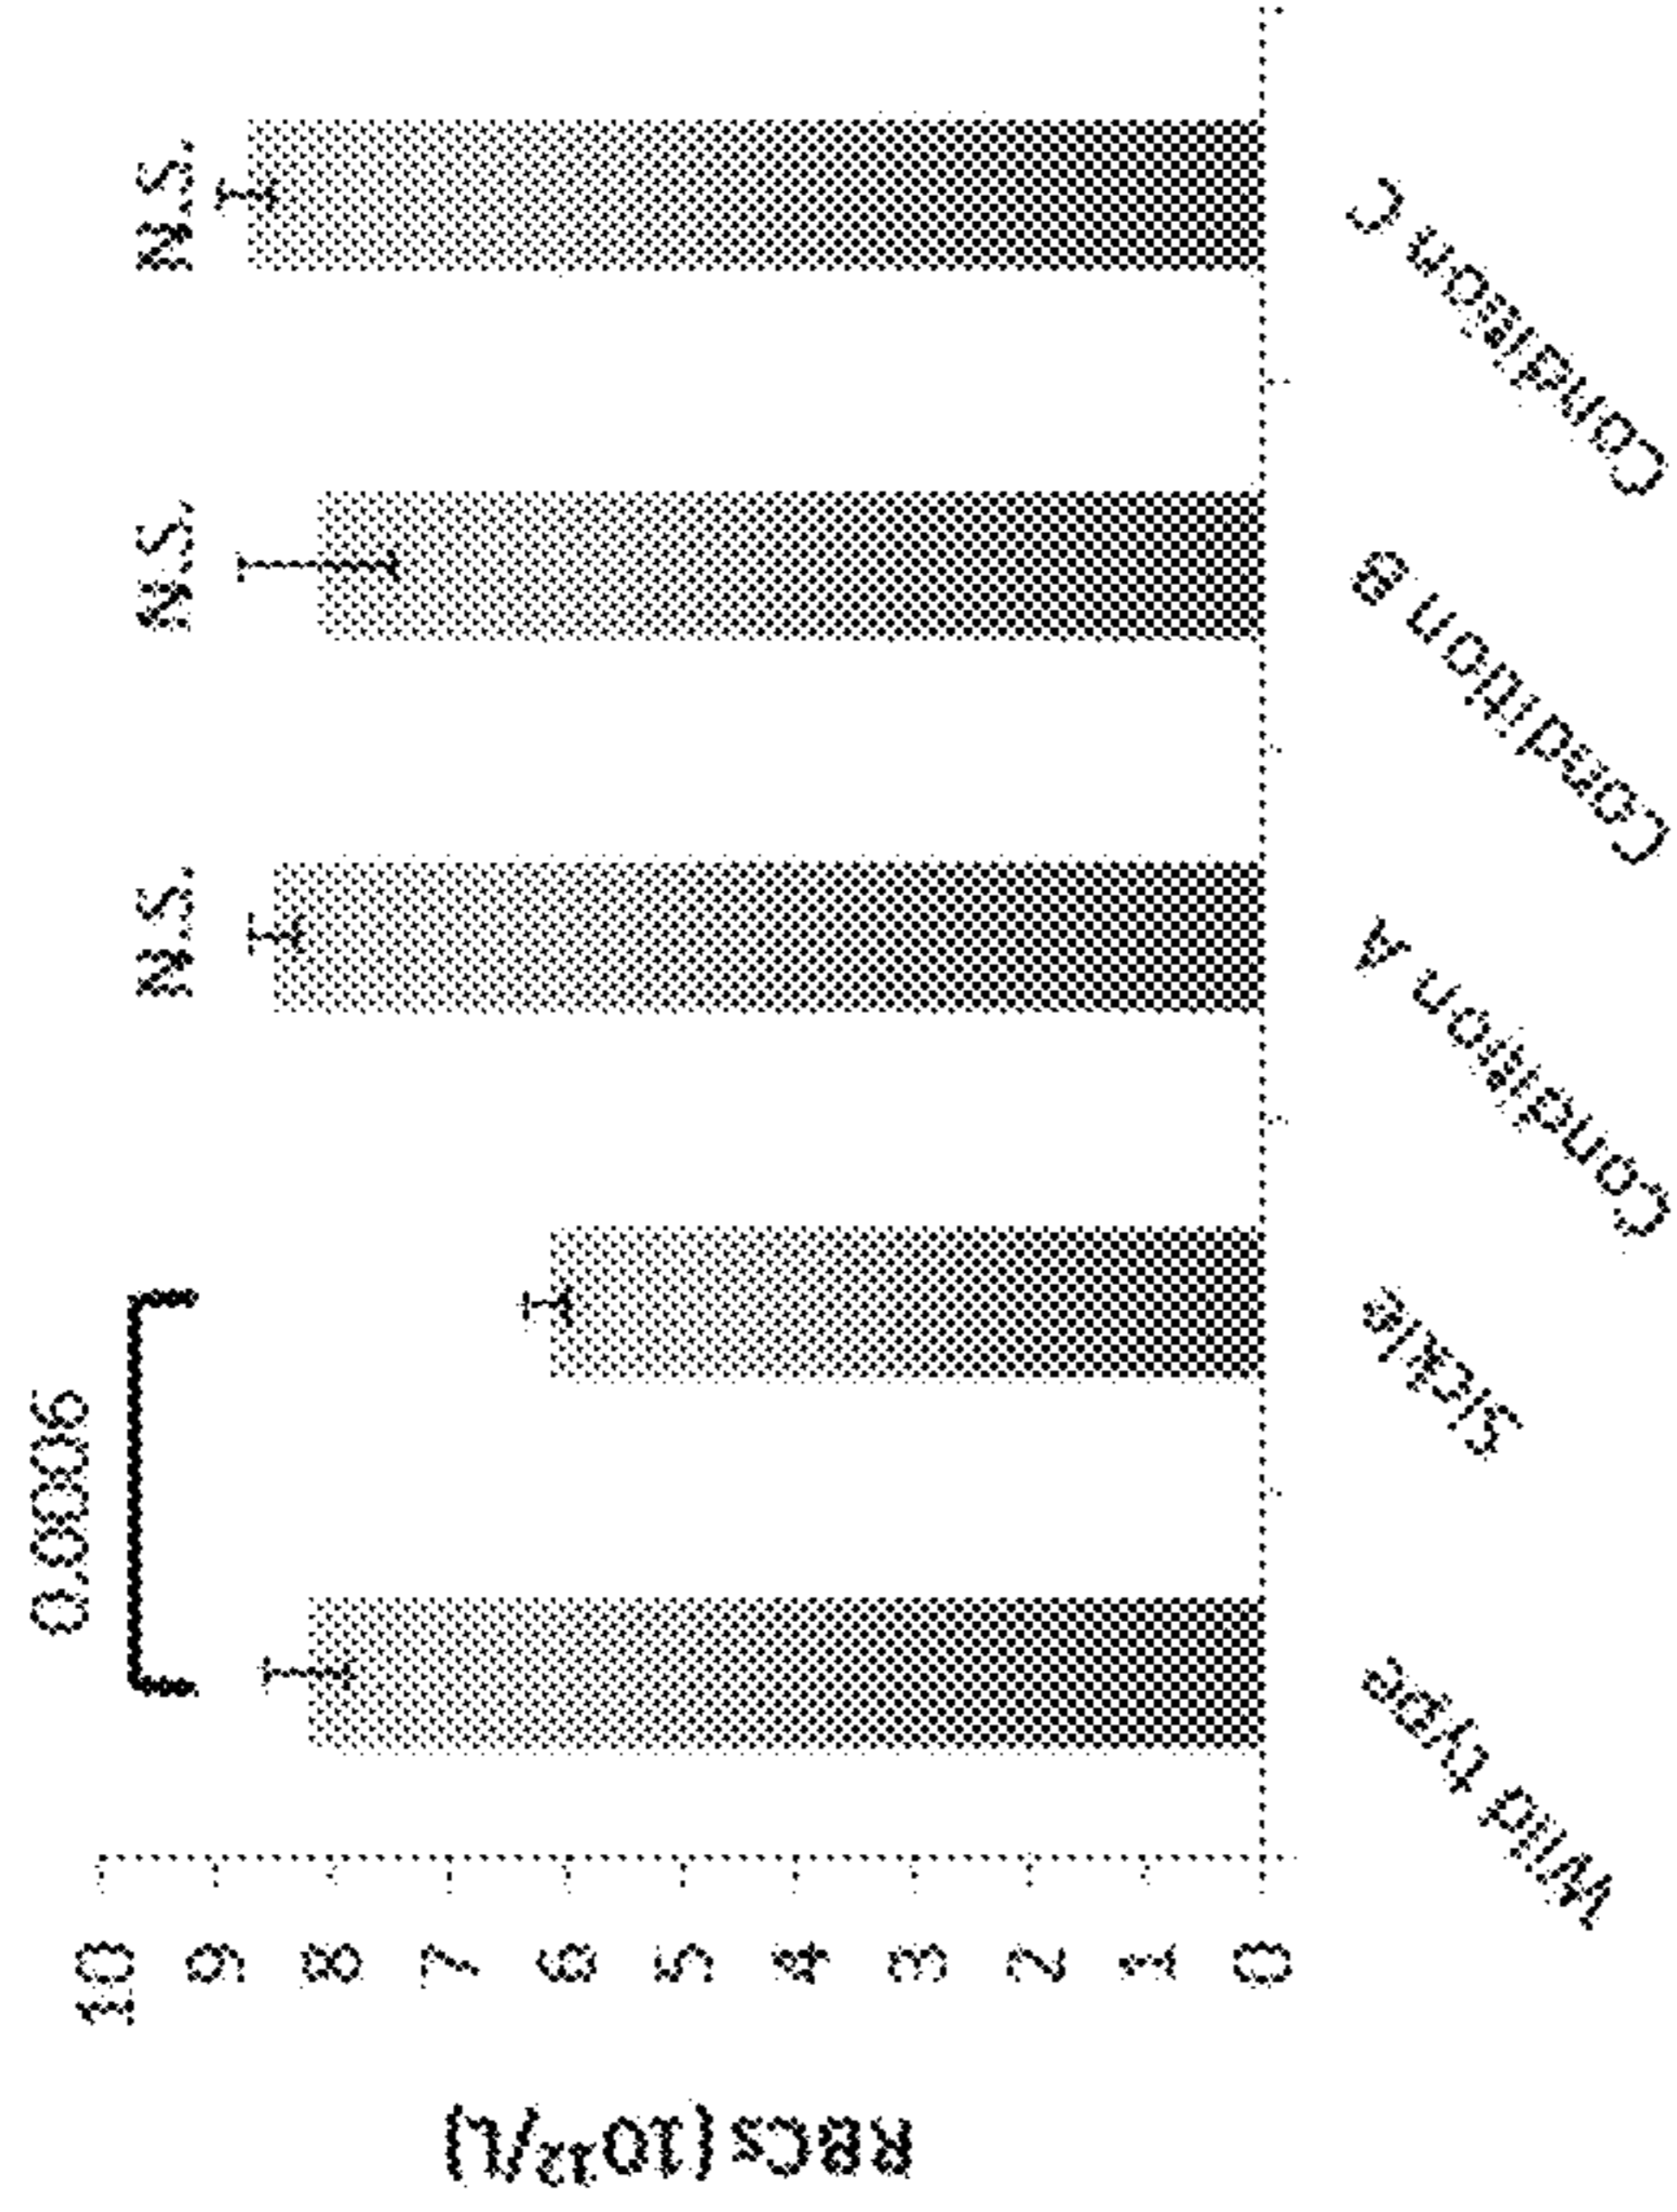 0.0006
N.S.
N.S.
N.S.
10
9
8
7
6
5
4
3
2
1
0
RBCs (10¹²/L)
Wild type
Sickle
Condition A
Condition B
Condition C